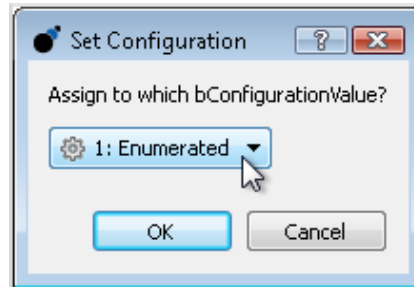 Set Configuration
Assign to which bConfigurationValue?
1: Enumerated
OK Cancel